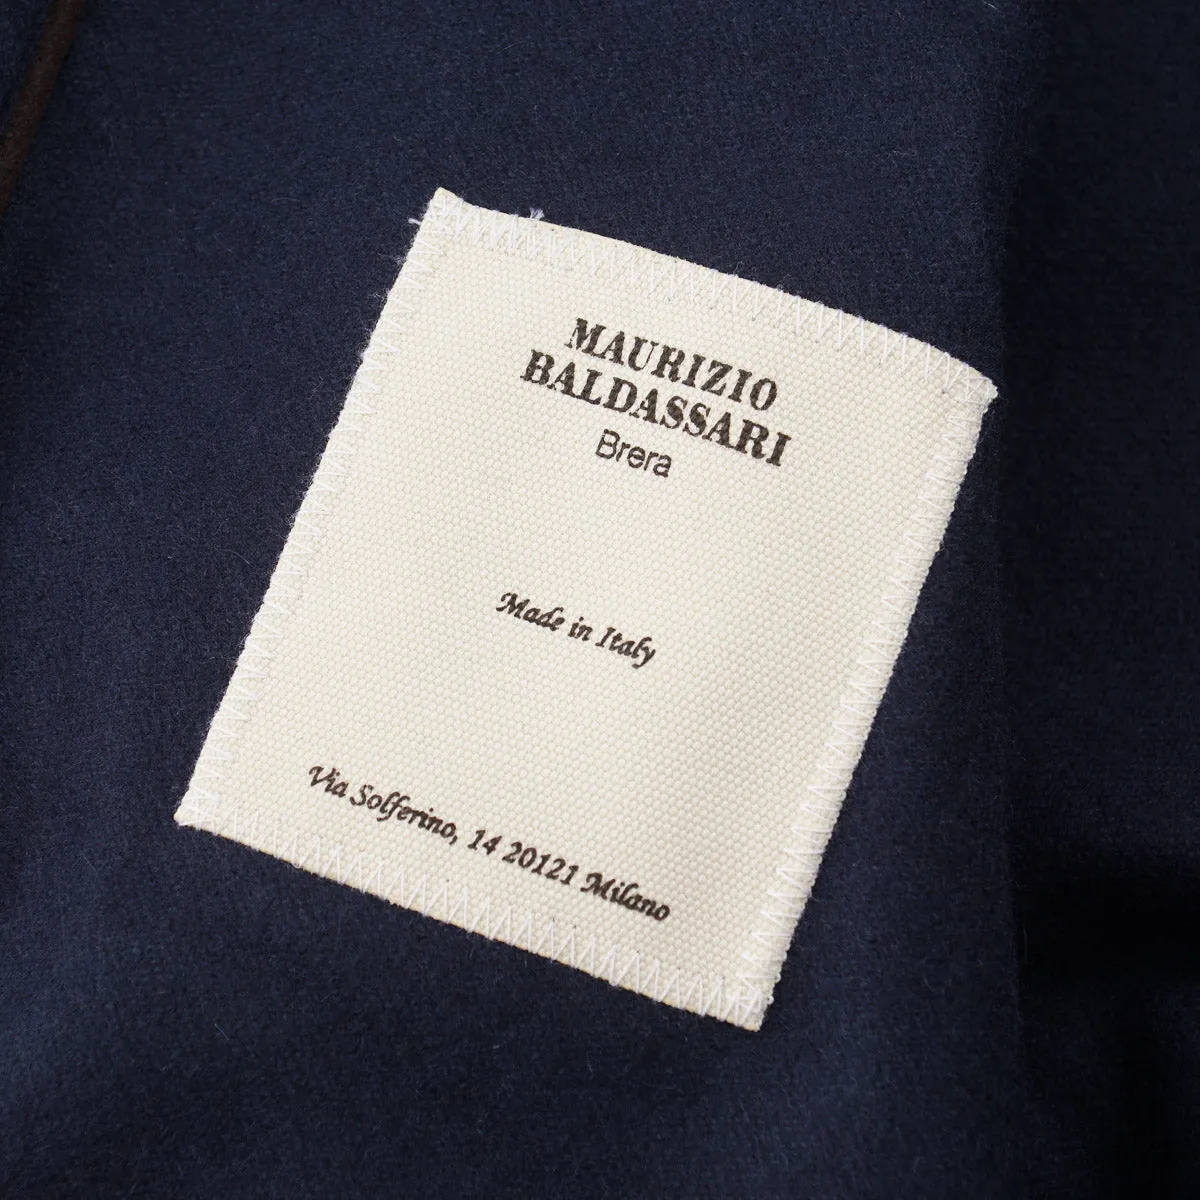 MAURIZIO
BALDASSARI
Brera
Made in Italy
Via Solferino, 14 20121 Milano